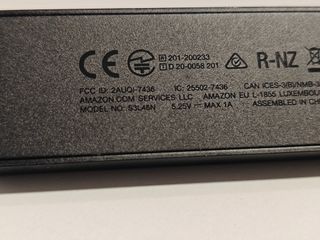 CE R 201-200233 R-NZ
T D 20-0058 201
FCC ID: 2AUQI-7436 IC: 25502-7436 CAN ICES-3(B)/NMB-3
AMAZON.COM SERVICES LLC AMAZON EU L-1855 LUXEMBOU
MODEL NO.: S3L46N 5.25V ⎓ MAX.1A ASSEMBLED IN